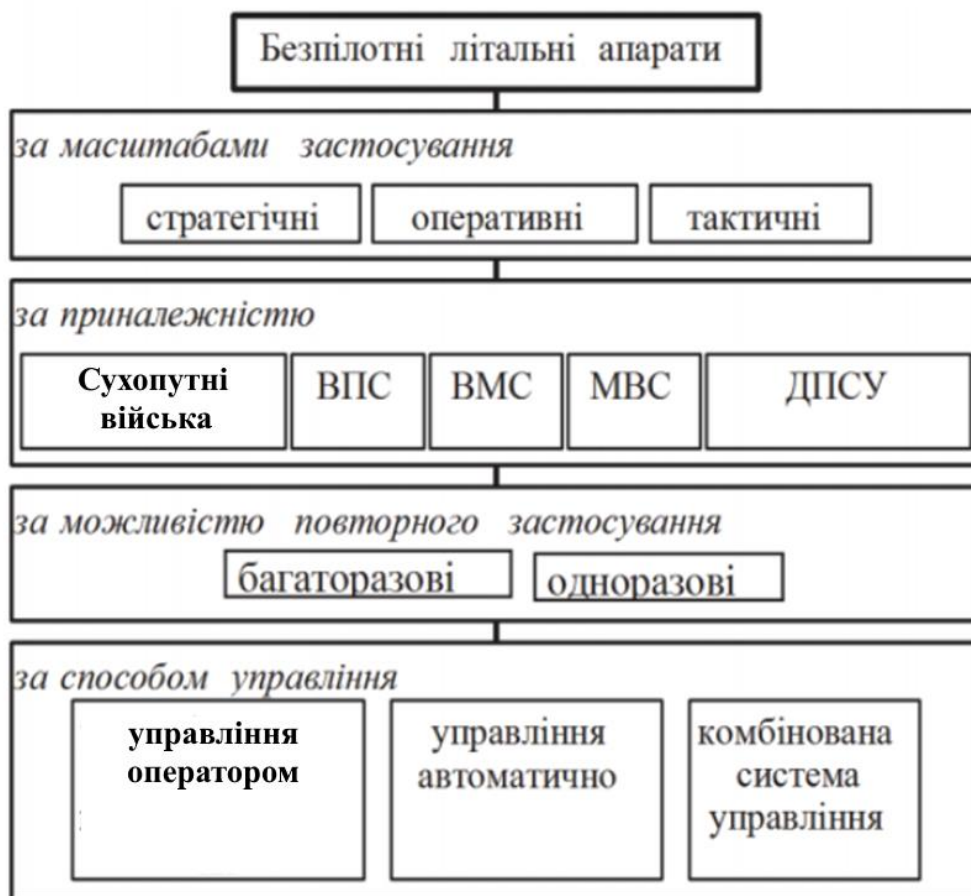 Безпілотні літальні апарати
за масштабами застосування
стратегічні оперативні тактичні
за приналежністю
Сухопутні
війська
ВПС ВМС МВС ДПСУ
за можливістю повторного застосування
багаторазові одноразові
за способом управління
управління
оператором
управління
автоматично
комбінована
система
управління